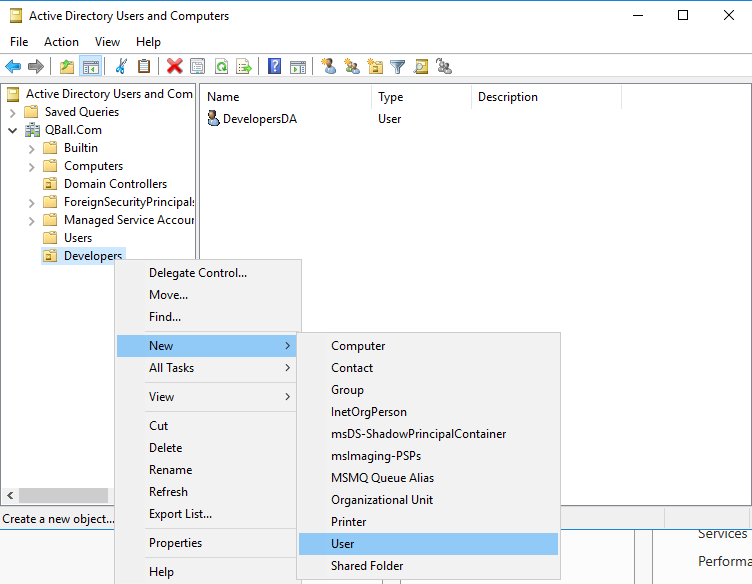 Active Directory Users and Computers
File Action View Help
Active Directory Users and Com
Saved Queries
QBall.Com
Builtin
Computers
Domain Controllers
ForeignSecurityPrincipals
Managed Service Accour
Users
Developers
Name Type Description
DevelopersDA User
Delegate Control...
Move...
Find...
New
All Tasks
View
Cut
Delete
Rename
Refresh
Export List...
Properties
Help
Computer
Contact
Group
InetOrgPerson
msDS-ShadowPrincipalContainer
msImaging-PSPs
MSMQ Queue Alias
Organizational Unit
Printer
User
Shared Folder
Create a new object...
Services
Performa